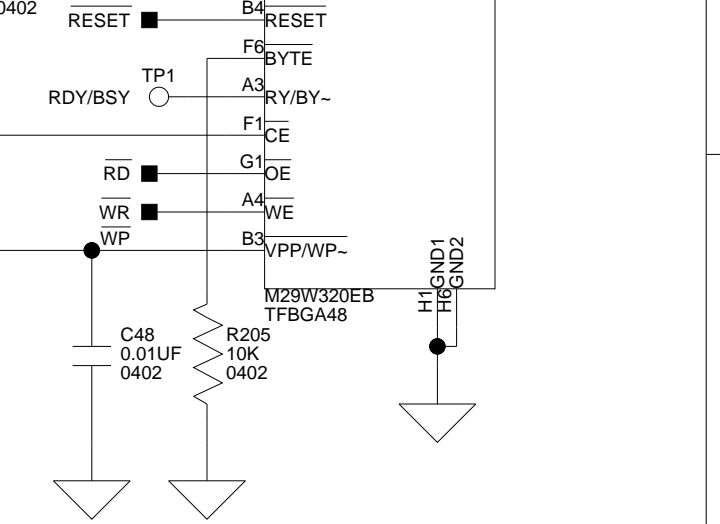 0402
RESET
B4
RESET
F6
BYTE
TP1
RDY/BSY
A3
RY/BY~
F1
CE
RD
G1
OE
WR
A4
WE
WP
B3
VPP/WP~
H1
GND1
H6
GND2
M29W320EB
TFBGA48
C48
0.01UF
0402
R205
10K
0402